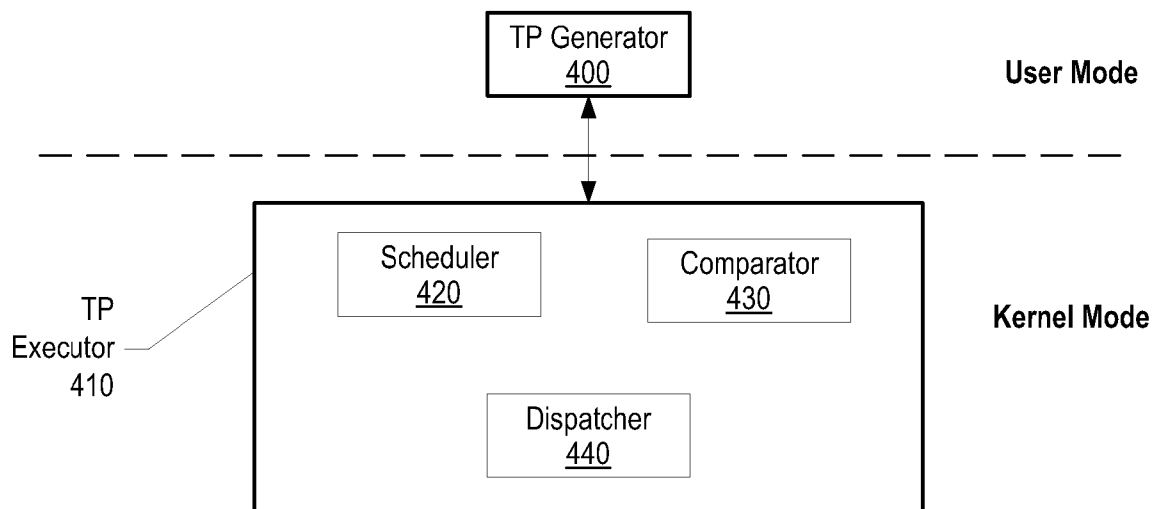 TP Generator
400
User Mode
Scheduler
420
Comparator
430
TP
Executor
410
Kernel Mode
Dispatcher
440